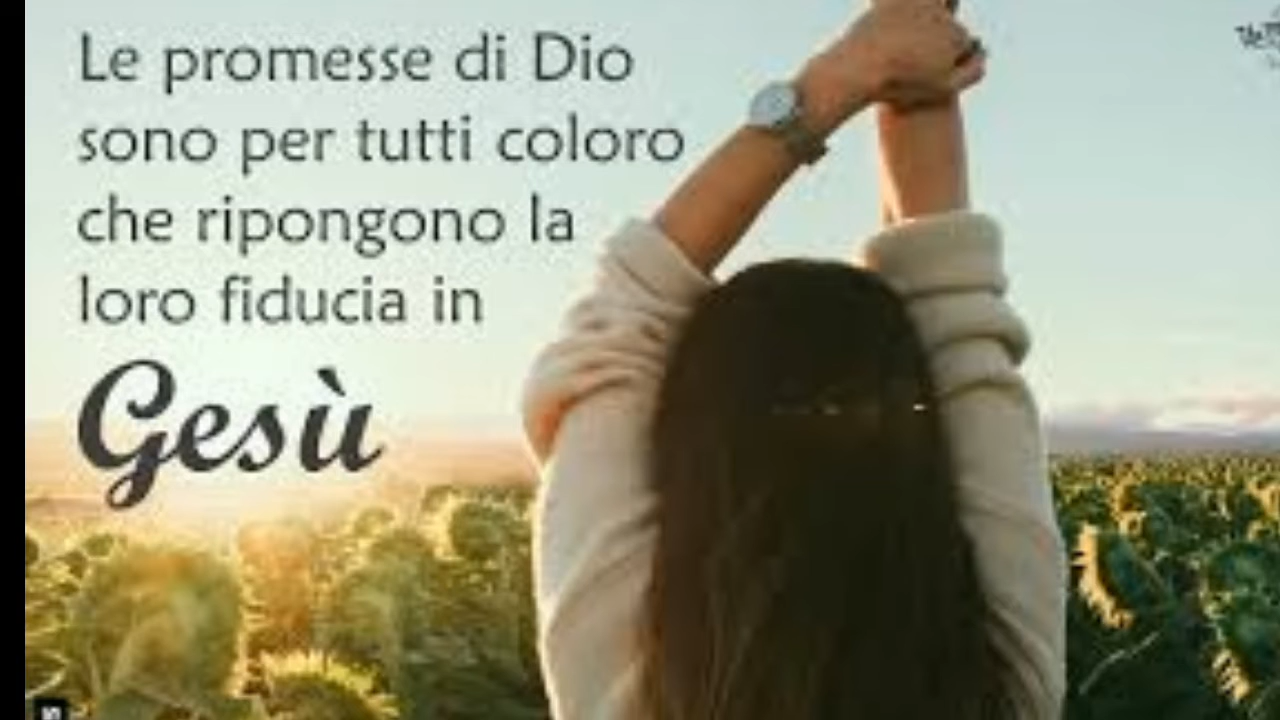 Le promesse di Dio
sono per tutti coloro
che ripongono la
loro fiducia in
Gesù